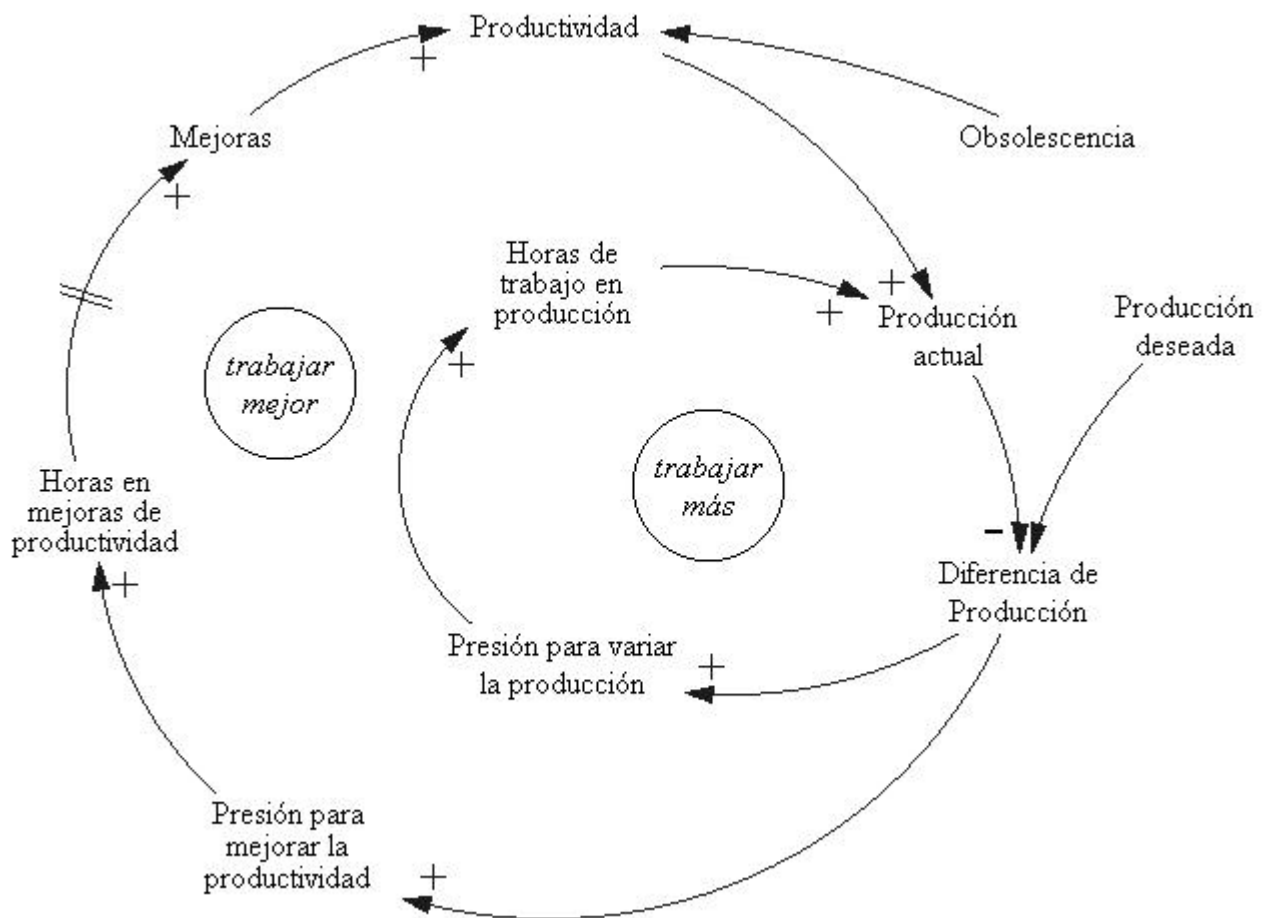 Productividad
+
Mejoras
Obsolescencia
+
Horas de
trabajo en
producción
+
+
Producción
actual
Producción
deseada
+
trabajar
mejor
trabajar
más
Horas en
mejoras de
productividad
-
+
Diferencia de
Producción
Presión para variar
la producción
+
Presión para
mejorar la
productividad
+